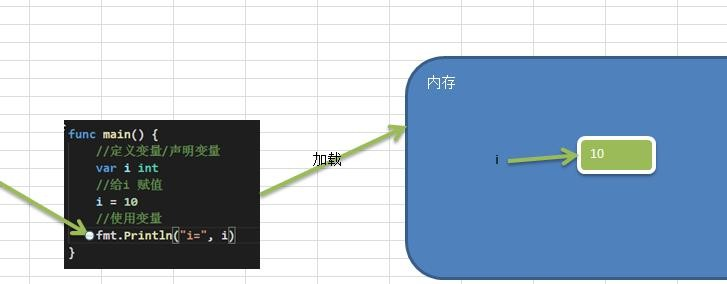 func main() {
//定义变量/声明变量
var i int
//给i 赋值
i = 10
//使用变量
fmt.Println("i=", i)
}
加载
内存
i
10